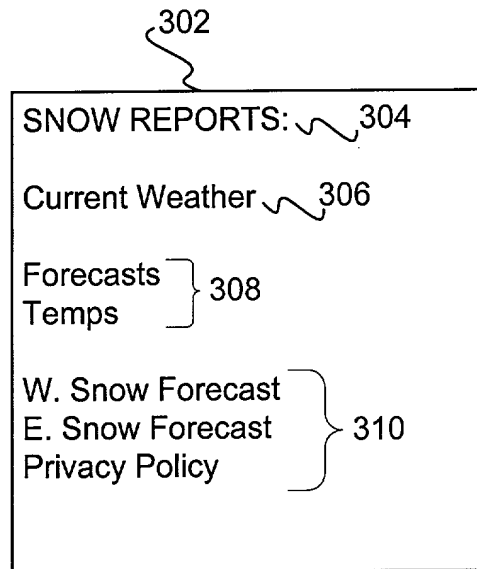 302
SNOW REPORTS: 304
Current Weather 306
Forecasts
Temps
308
W. Snow Forecast
E. Snow Forecast
Privacy Policy
310